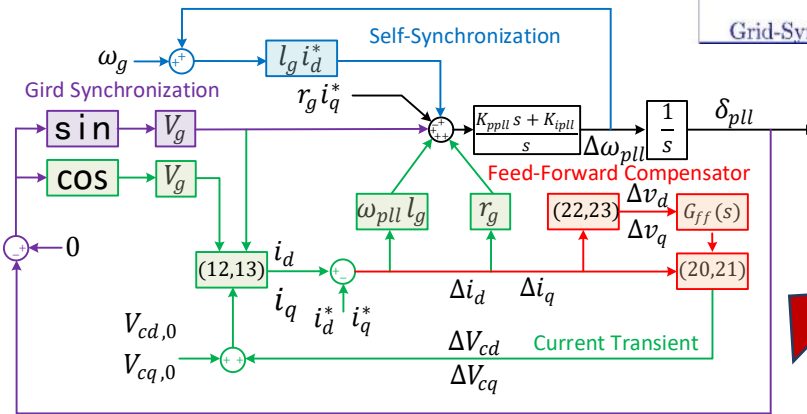 Grid-Syn
Self-Synchronization
ω_g
+ +
l_g i_d^*
Gird Synchronization
r_g i_q^*
sin
V_g
− +
+ +
K_ppll s + K_ipll
s
Δω_pll
1
s
δ_pll
cos
V_g
Feed-Forward Compensator
ω_pll l_g
r_g
(22,23)
Δv_d
Δv_q
G_ff(s)
− +
0
(12,13)
i_d
i_q
+ −
i_d^* i_q^*
Δi_d
Δi_q
(20,21)
V_cd,0
V_cq,0
+ +
ΔV_cd
ΔV_cq
Current Transient